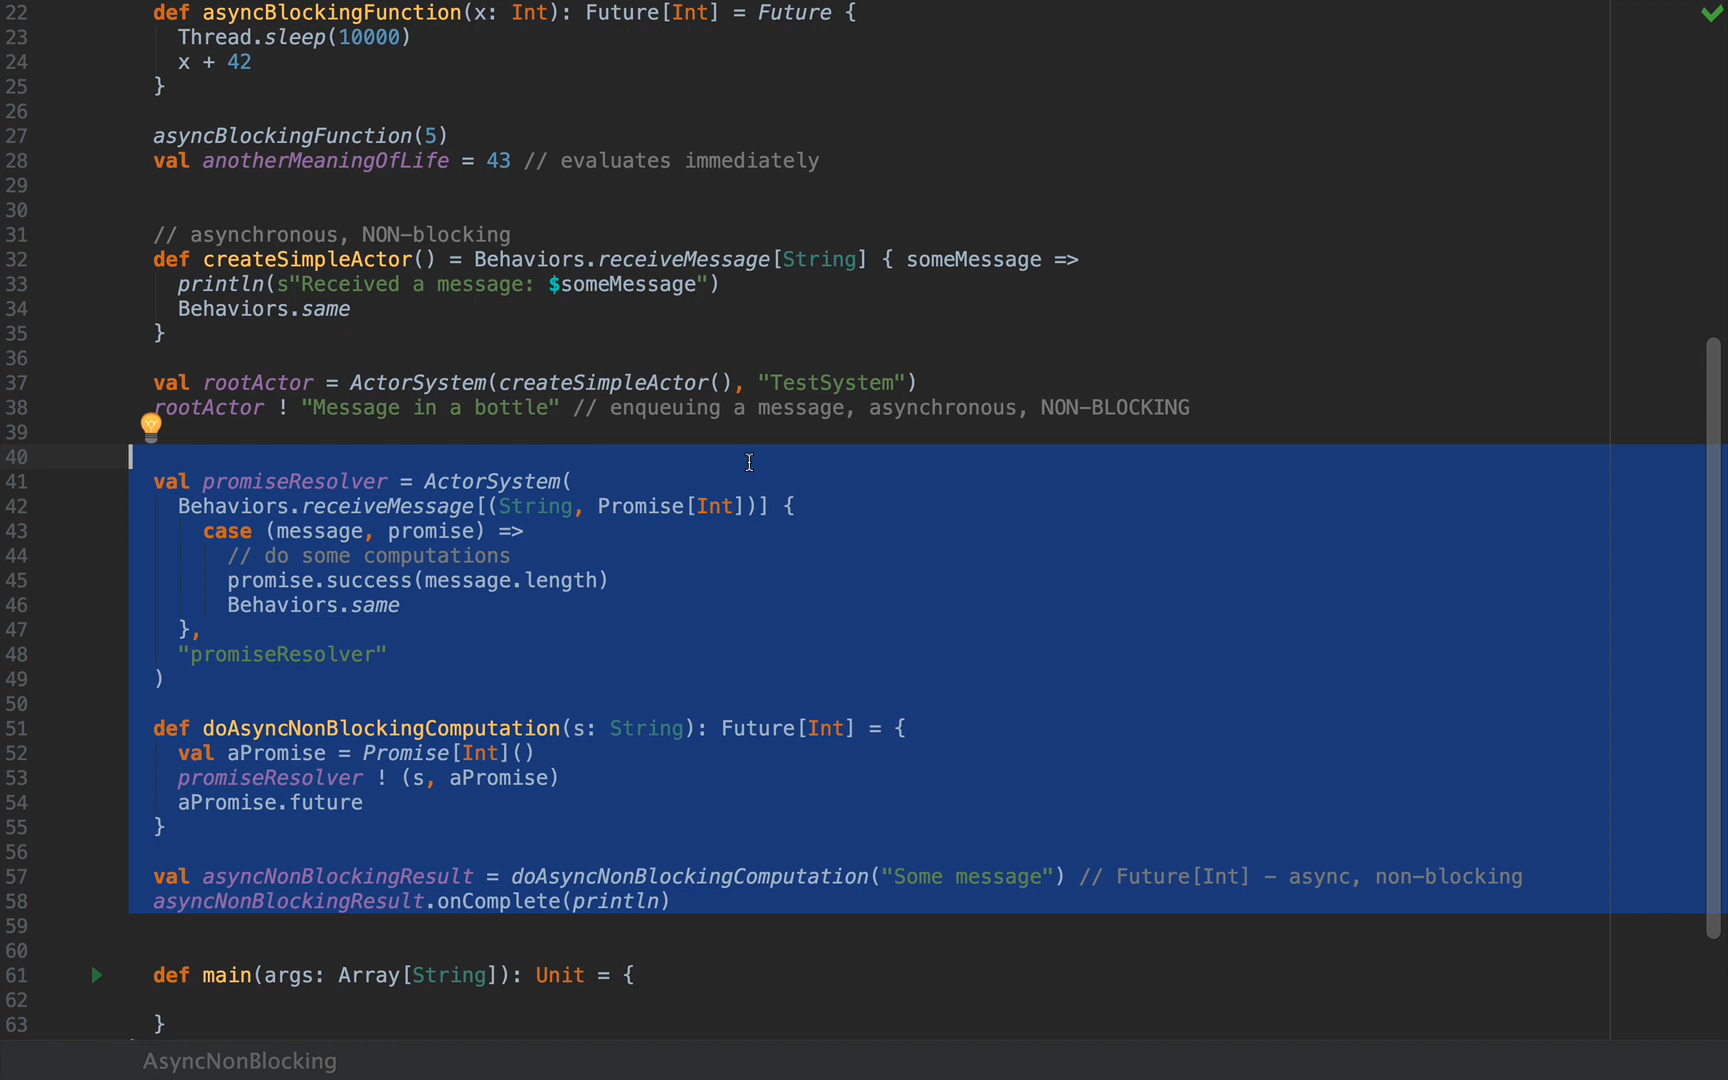 22 def asyncBlockingFunction(x: Int): Future[Int] = Future {
23 Thread.sleep(10000)
24 x + 42
25 }
26
27 asyncBlockingFunction(5)
28 val anotherMeaningOfLife = 43 // evaluates immediately
29
30
31 // asynchronous, NON-blocking
32 def createSimpleActor() = Behaviors.receiveMessage[String] { someMessage =>
33 println(s"Received a message: $someMessage")
34 Behaviors.same
35 }
36
37 val rootActor = ActorSystem(createSimpleActor(), "TestSystem")
38 rootActor ! "Message in a bottle" // enqueuing a message, asynchronous, NON-BLOCKING
39
40
41 val promiseResolver = ActorSystem(
42 Behaviors.receiveMessage[(String, Promise[Int])] {
43 case (message, promise) =>
44 // do some computations
45 promise.success(message.length)
46 Behaviors.same
47 },
48 "promiseResolver"
49 )
50
51 def doAsyncNonBlockingComputation(s: String): Future[Int] = {
52 val aPromise = Promise[Int]()
53 promiseResolver ! (s, aPromise)
54 aPromise.future
55 }
56
57 val asyncNonBlockingResult = doAsyncNonBlockingComputation("Some message") // Future[Int] - async, non-blocking
58 asyncNonBlockingResult.onComplete(println)
59
60
61 def main(args: Array[String]): Unit = {
62
63 }
AsyncNonBlocking